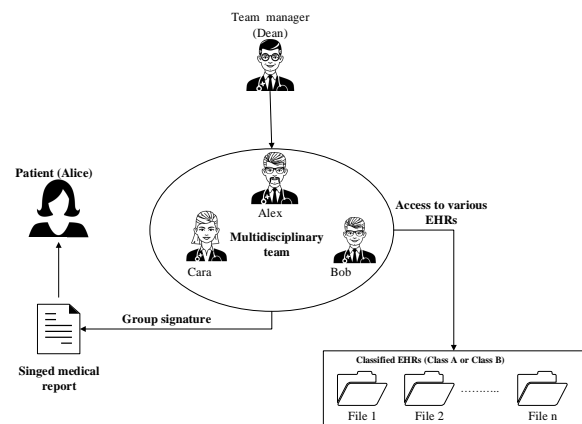 Team manager
(Dean)
Patient (Alice)
Alex
Access to various
EHRs
Multidisciplinary
team
Cara
Bob
Group signature
Singed medical
report
Classified EHRs (Class A or Class B)
File 1
File 2
...........
File n